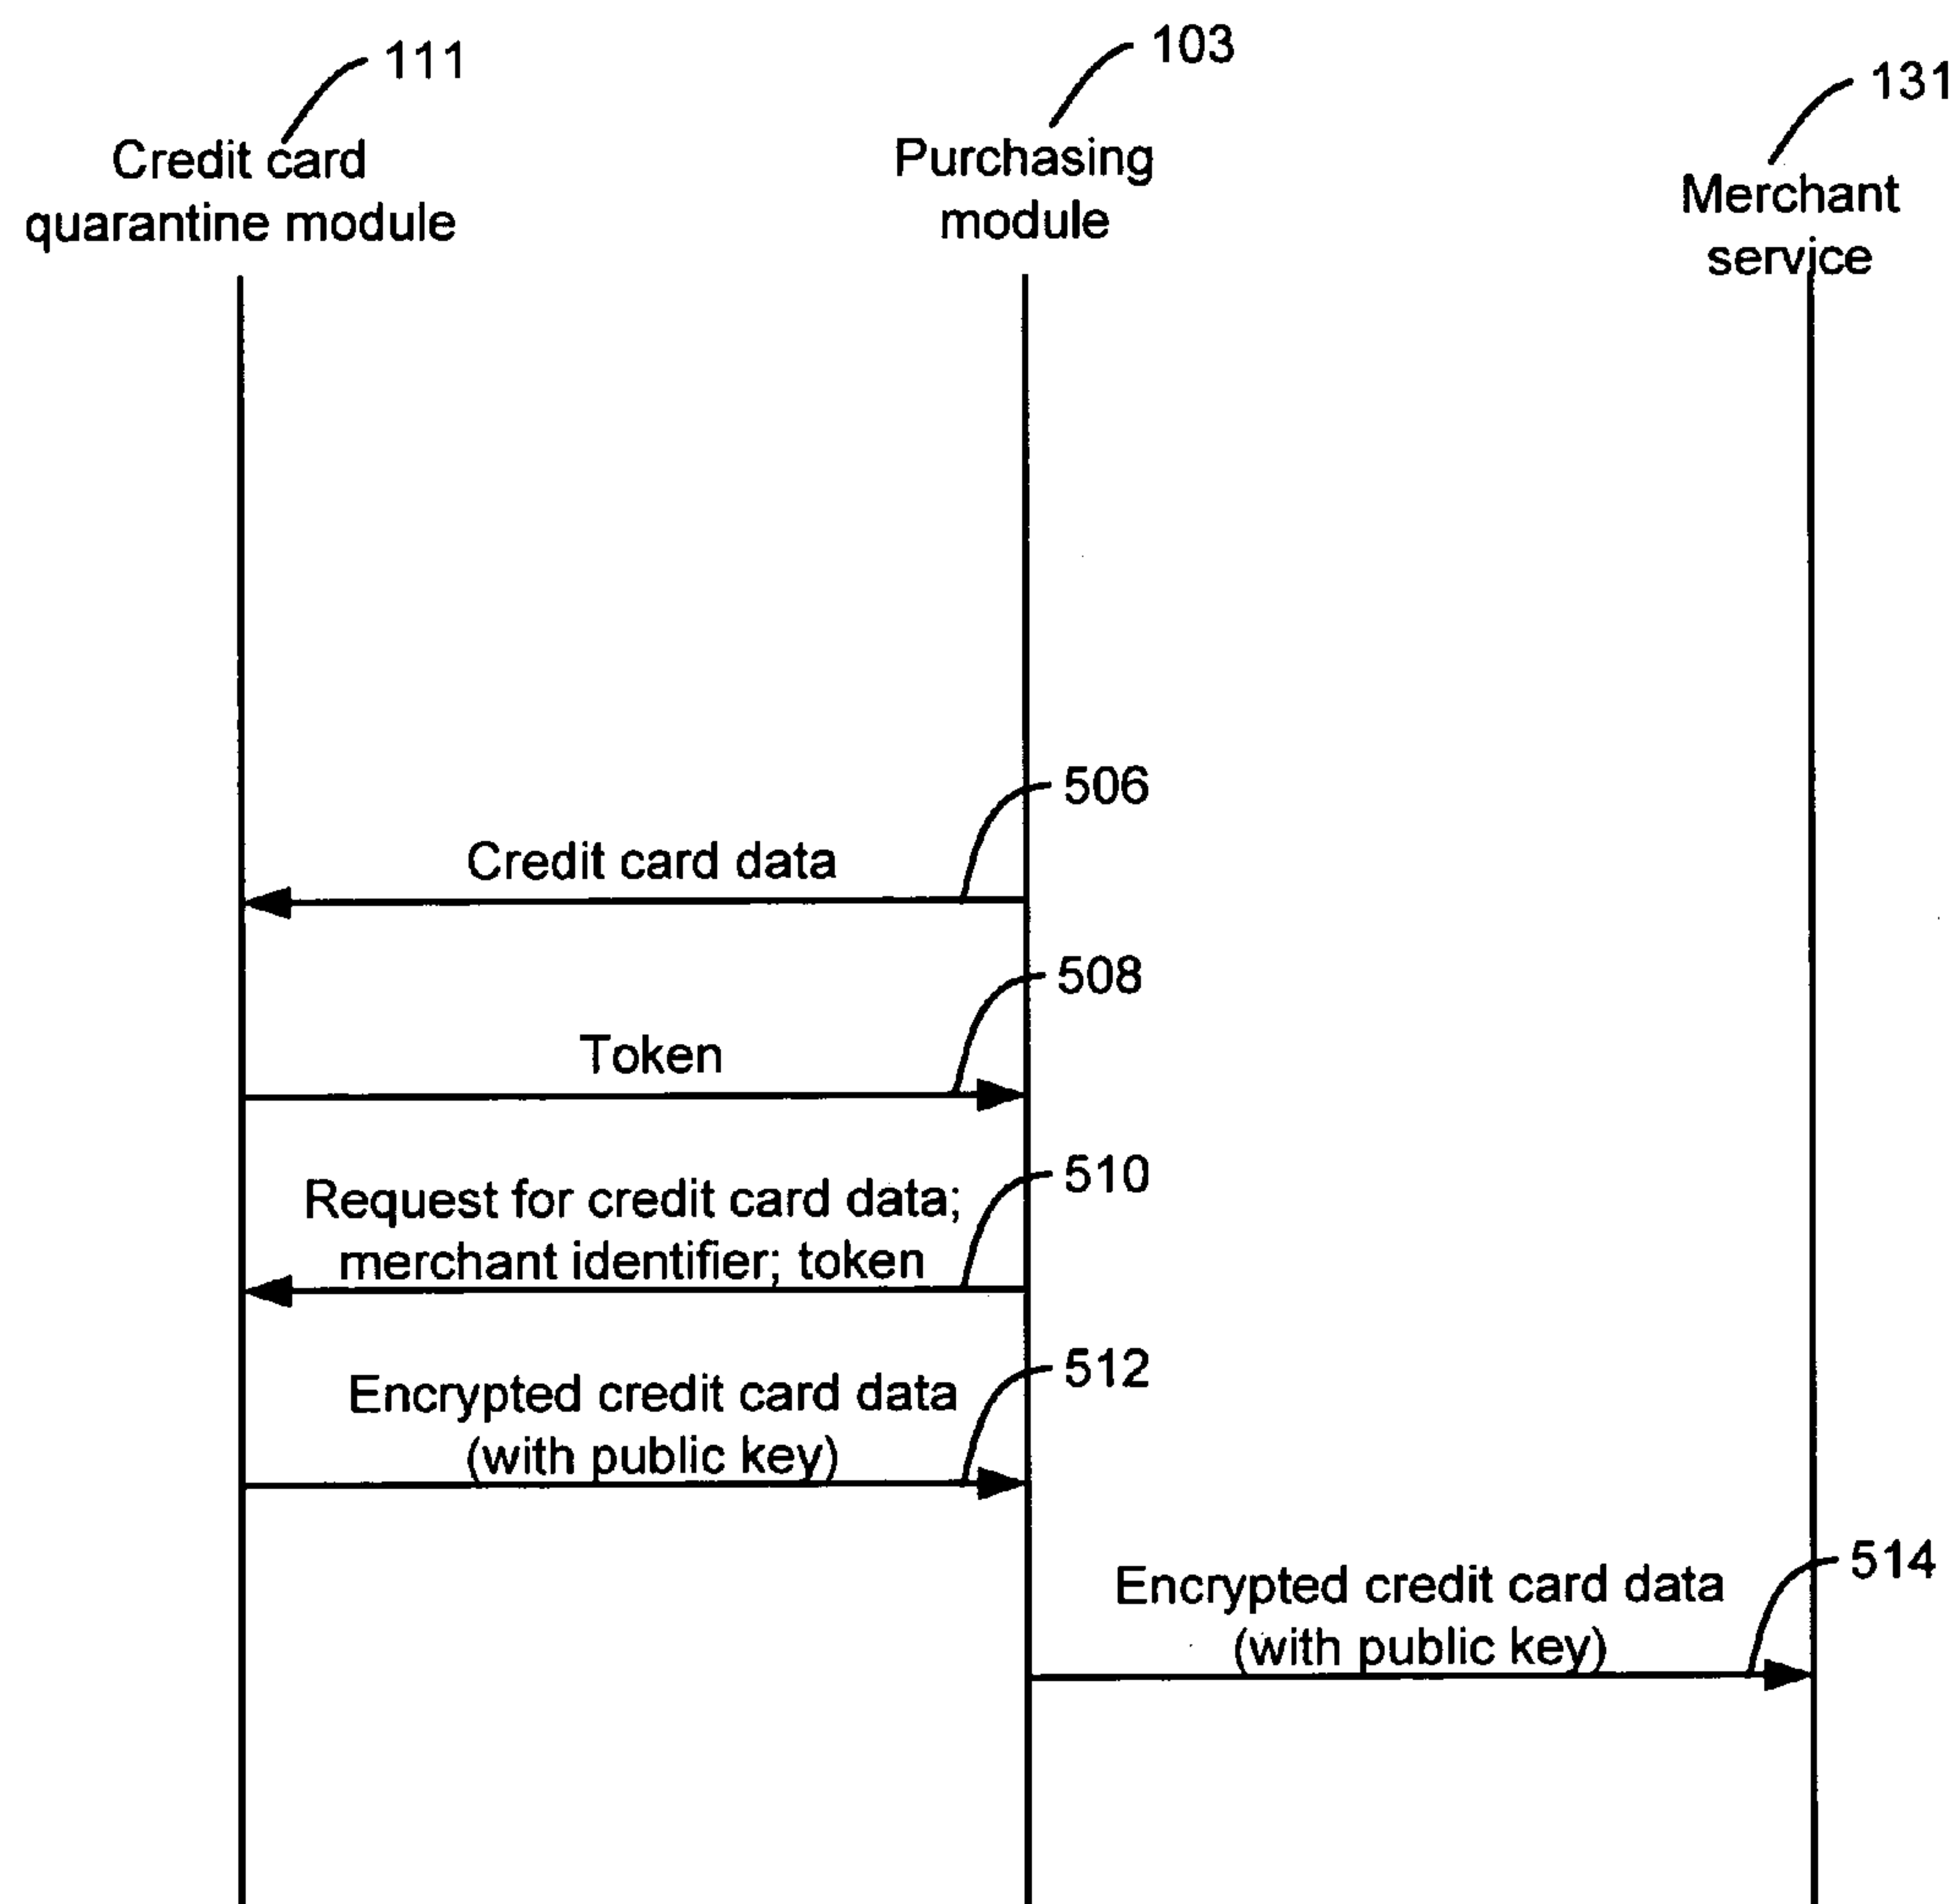 111
Credit card
quarantine module
103
Purchasing
module
131
Merchant
service
506
Credit card data
508
Token
510
Request for credit card data;
merchant identifier; token
512
Encrypted credit card data
(with public key)
514
Encrypted credit card data
(with public key)